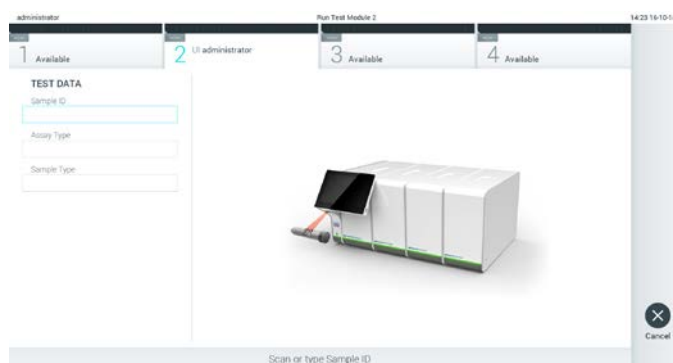 administrator
Run Test Module 2
14:23 16-10-1
1 Available
2 UI administrator
3 Available
4 Available
TEST DATA
Sample ID
Assay Type
Sample Type
Cancel
Scan or type Sample ID